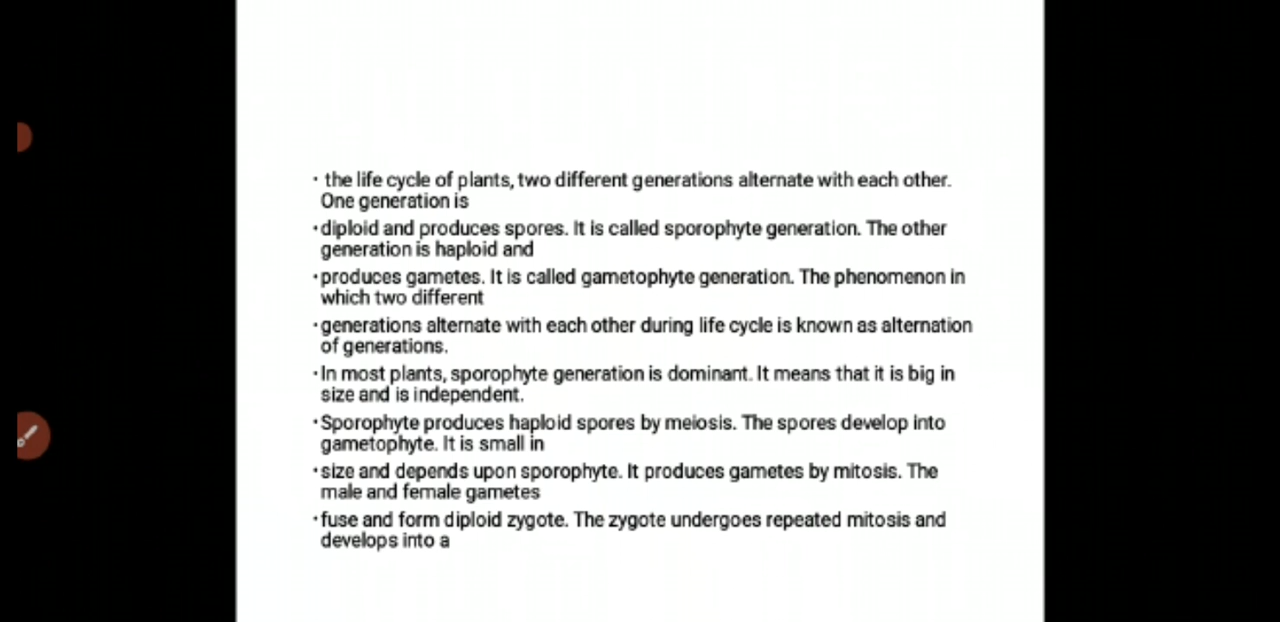 · the life cycle of plants, two different generations alternate with each other.
One generation is
·diploid and produces spores. It is called sporophyte generation. The other
generation is haploid and
·produces gametes. It is called gametophyte generation. The phenomenon in
which two different
·generations alternate with each other during life cycle is known as alternation
of generations.
·In most plants, sporophyte generation is dominant. It means that it is big in
size and is independent.
·Sporophyte produces haploid spores by meiosis. The spores develop into
gametophyte. It is small in
·size and depends upon sporophyte. It produces gametes by mitosis. The
male and female gametes
·fuse and form diploid zygote. The zygote undergoes repeated mitosis and
develops into a